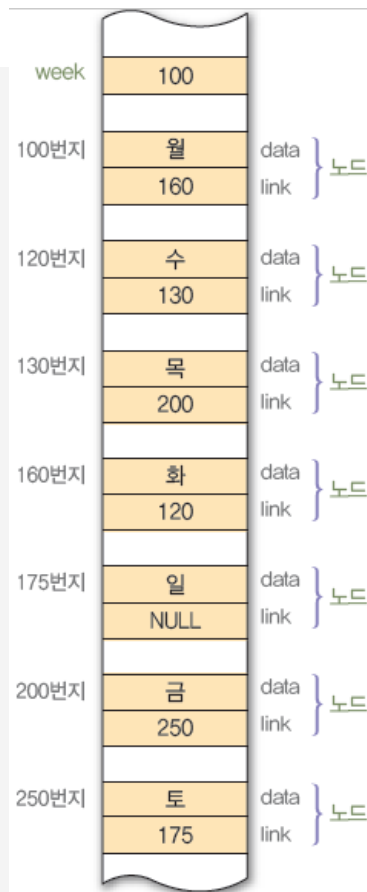 week 100
100번지 월 data 노드
160 link
120번지 수 data 노드
130 link
130번지 목 data 노드
200 link
160번지 화 data 노드
120 link
175번지 일 data 노드
NULL link
200번지 금 data 노드
250 link
250번지 토 data 노드
175 link